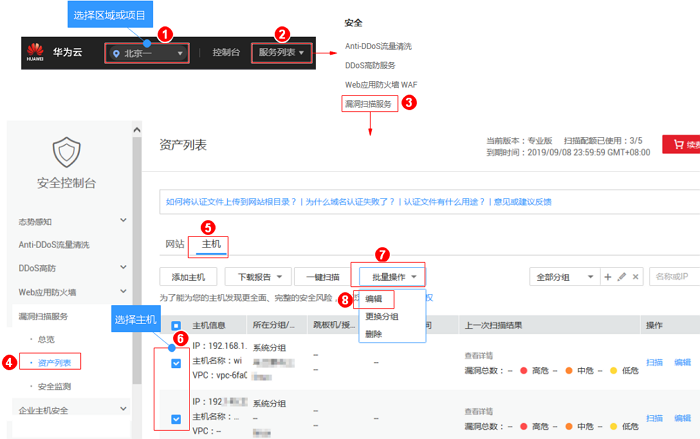 选择区域或项目
1
2
HUAWEI
华为云
北京一
控制台
服务列表
安全
Anti-DDoS流量清洗
DDoS高防服务
Web应用防火墙 WAF
漏洞扫描服务
3
安全控制台
态势感知
Anti-DDoS流量清洗
DDoS高防
Web应用防火墙
漏洞扫描服务
总览
4
资产列表
安全监测
企业主机安全
资产列表
当前版本：专业版 扫描配额已使用：3/5
到期时间：2019/09/08 23:59:59 GMT+08:00
续费
如何将认证文件上传到网站根目录？ | 为什么域名认证失败了？ | 认证文件有什么用途？ | 意见或建议反馈
5
网站
主机
7
添加主机
下载报告
一键扫描
批量操作
全部分组
名称或IP
为了能为您的主机发现更全面、完整的安全风险，
权
8
编辑
更换分组
删除
选择主机
6
主机信息
所在分组/...
跳板机/授...
间
上一次扫描结果
操作
IP：192.168.1.
主机名称：wi
VPC：vpc-6fa0
系统分组
--
--
查看详情
漏洞总数： -- 高危 -- 中危 -- 低危
扫描
编辑
IP：192.
主机名称：...
VPC：--
系统分组
--
--
查看详情
漏洞总数： -- 高危 -- 中危 -- 低危
扫描
编辑